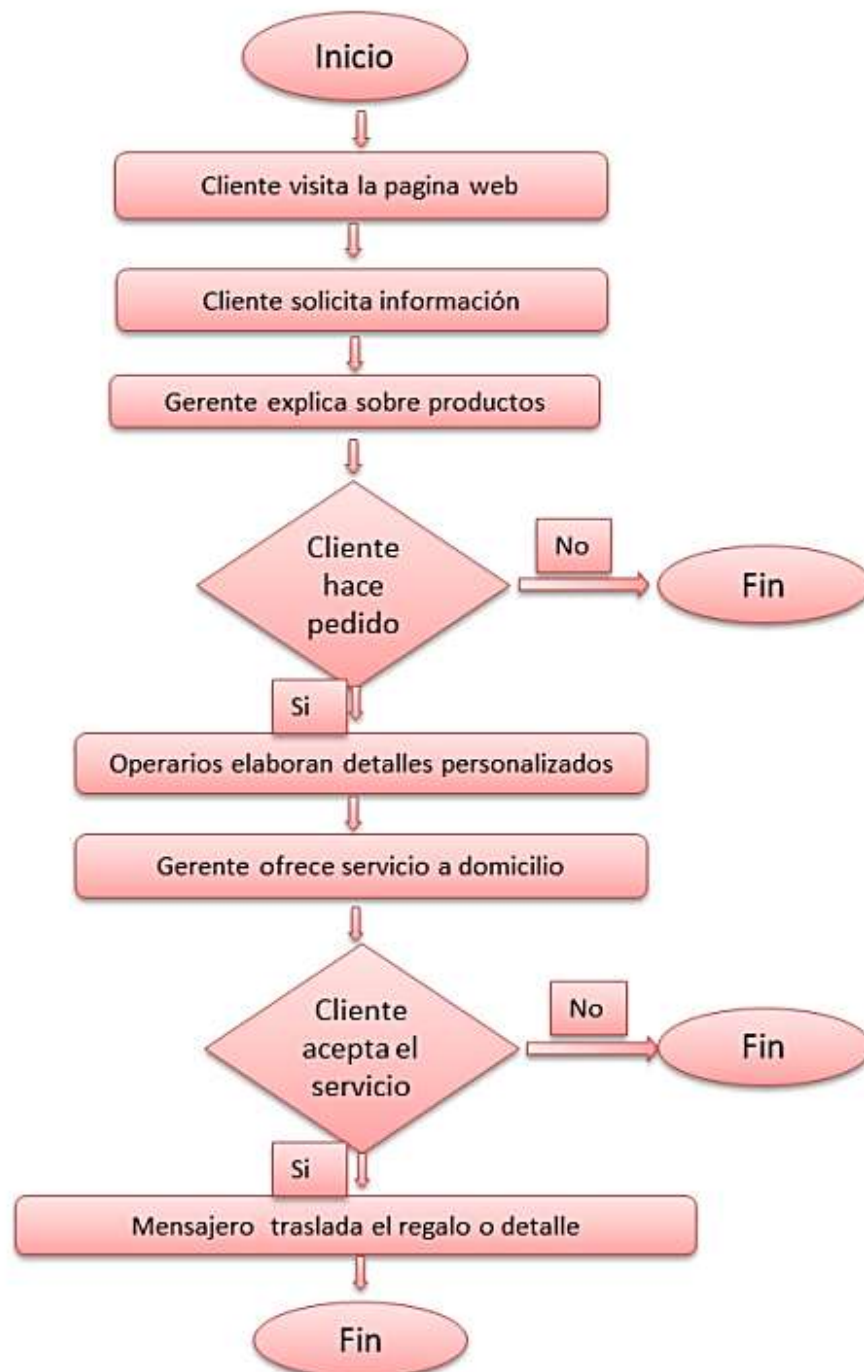 Inicio
Cliente visita la pagina web
Cliente solicita información
Gerente explica sobre productos
Cliente
hace
pedido
No
Fin
Si
Operarios elaboran detalles personalizados
Gerente ofrece servicio a domicilio
Cliente
acepta el
servicio
No
Fin
Si
Mensajero traslada el regalo o detalle
Fin